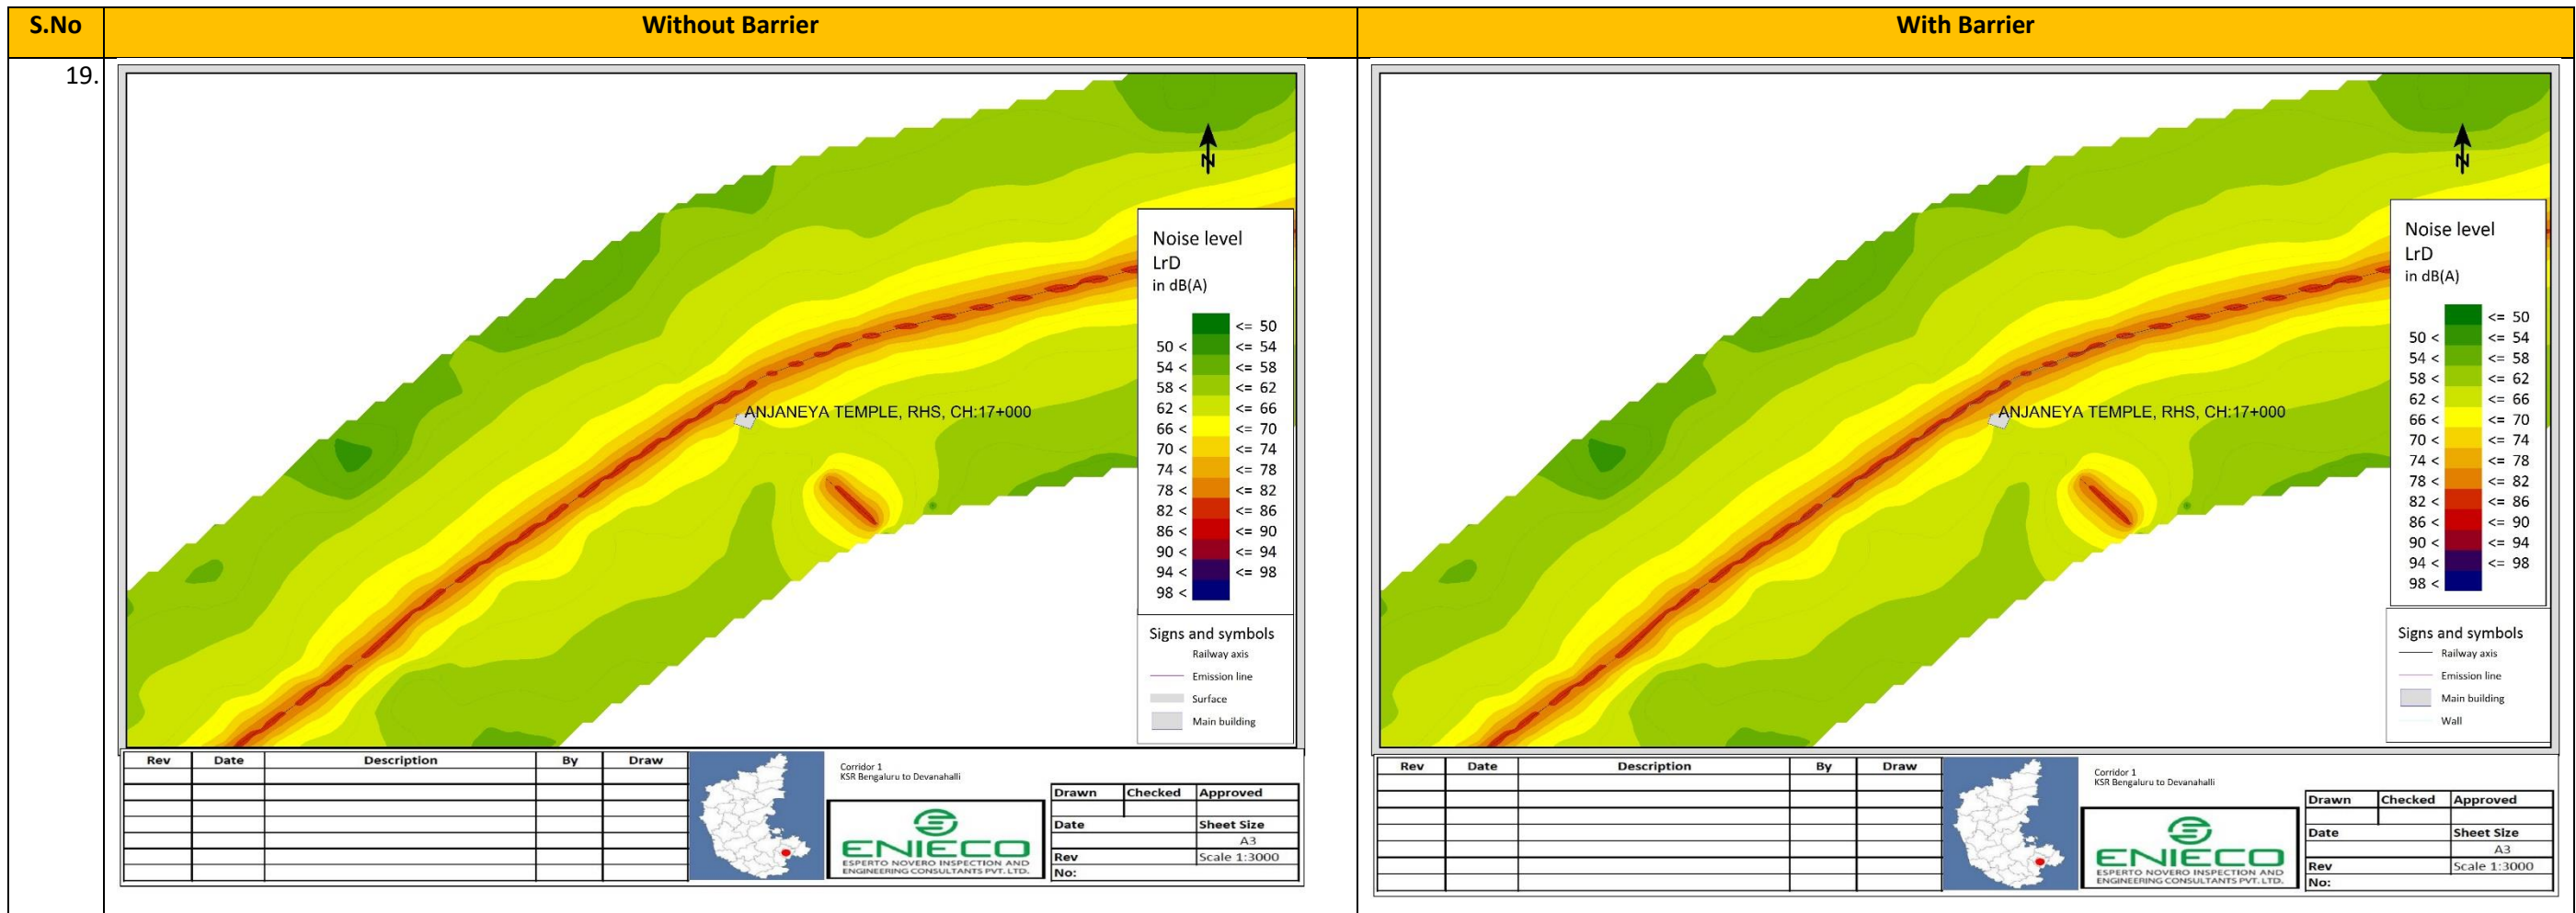 S.No Without Barrier With Barrier
19.
N
Noise level
LrD
in dB(A)
<= 50
50 < <= 54
54 < <= 58
58 < <= 62
62 < <= 66
66 < <= 70
70 < <= 74
74 < <= 78
78 < <= 82
82 < <= 86
86 < <= 90
90 < <= 94
94 < <= 98
98 <
ANJANEYA TEMPLE, RHS, CH:17+000
Signs and symbols
Railway axis
Emission line
Surface
Main building
Rev Date Description By Draw
Corridor 1
KSR Bengaluru to Devanahalli
ENIECO
ESPERTO NOVERO INSPECTION AND
ENGINEERING CONSULTANTS PVT. LTD.
Drawn Checked Approved
Date Sheet Size
A3
Rev Scale 1:3000
No:
N
Noise level
LrD
in dB(A)
<= 50
50 < <= 54
54 < <= 58
58 < <= 62
62 < <= 66
66 < <= 70
70 < <= 74
74 < <= 78
78 < <= 82
82 < <= 86
86 < <= 90
90 < <= 94
94 < <= 98
98 <
ANJANEYA TEMPLE, RHS, CH:17+000
Signs and symbols
Railway axis
Emission line
Main building
Wall
Rev Date Description By Draw
Corridor 1
KSR Bengaluru to Devanahalli
ENIECO
ESPERTO NOVERO INSPECTION AND
ENGINEERING CONSULTANTS PVT. LTD.
Drawn Checked Approved
Date Sheet Size
A3
Rev Scale 1:3000
No: